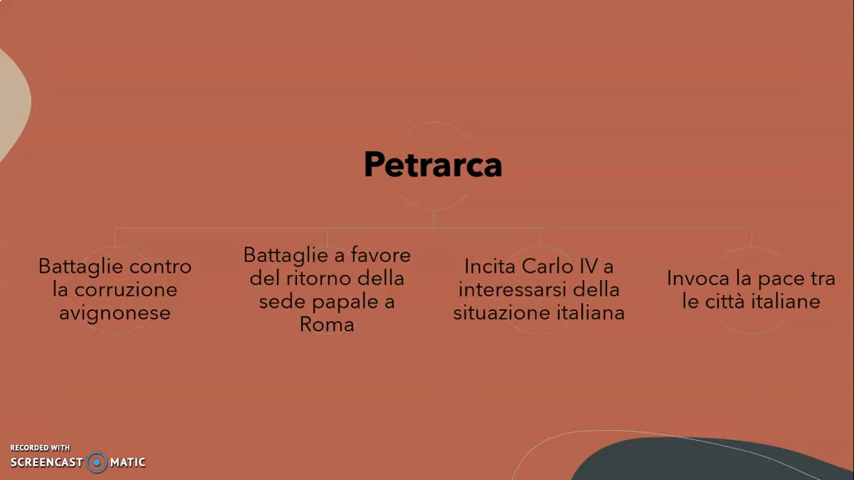 Petrarca
Battaglie contro
la corruzione
avignonese
Battaglie a favore
del ritorno della
sede papale a
Roma
Incita Carlo IV a
interessarsi della
situazione italiana
Invoca la pace tra
le città italiane
RECORDED WITH
SCREENCAST MATIC